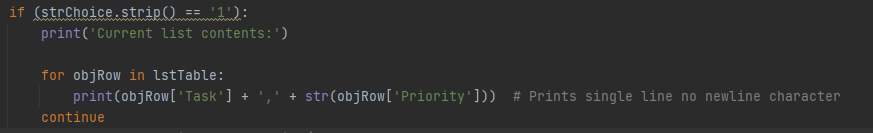 if (strChoice.strip() == '1'):
    print('Current list contents:')
    for objRow in lstTable:
        print(objRow['Task'] + ',' + str(objRow['Priority']))  # Prints single line no newline character
    continue